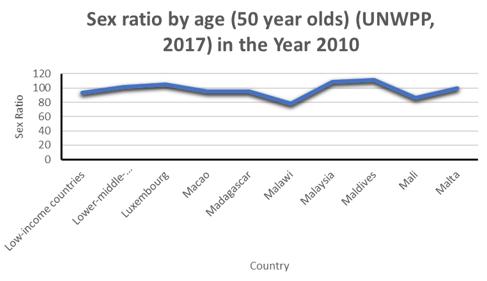 Sex ratio by age (50 year olds) (UNWPP,
2017) in the Year 2010
120
100
80
60
40
20
0
Sex Ratio
Low-income countries
Lower-middle-...
Luxembourg
Macao
Madagascar
Malawi
Malaysia
Maldives
Mali
Malta
Country